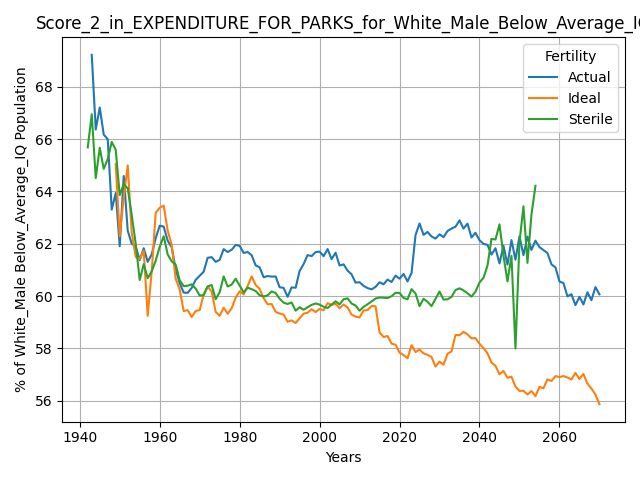 Score_2_in_EXPENDITURE_FOR_PARKS_for_White_Male_Below_Average_I
Fertility
Actual
Ideal
Sterile
% of White_Male Below_Average_IQ Population
68
66
64
62
60
58
56
1940 1960 1980 2000 2020 2040 2060
Years